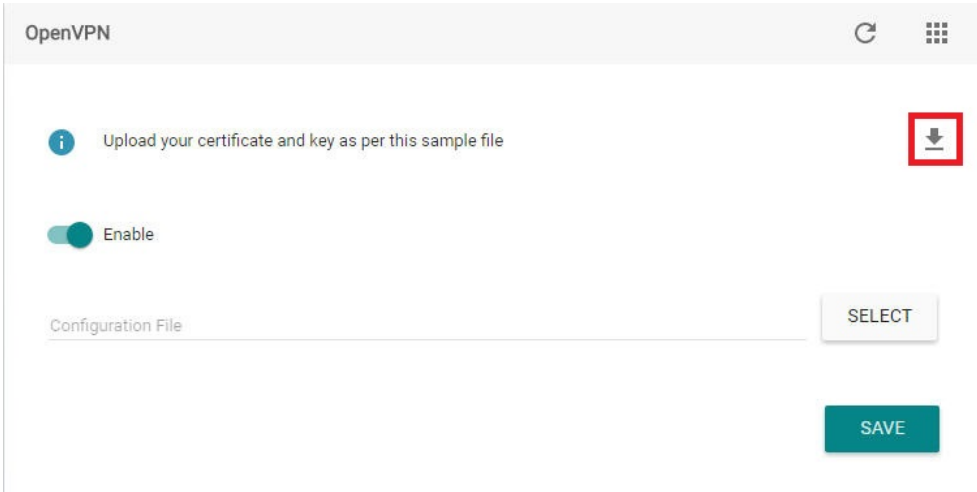 OpenVPN
Upload your certificate and key as per this sample file
Enable
Configuration File
SELECT
SAVE